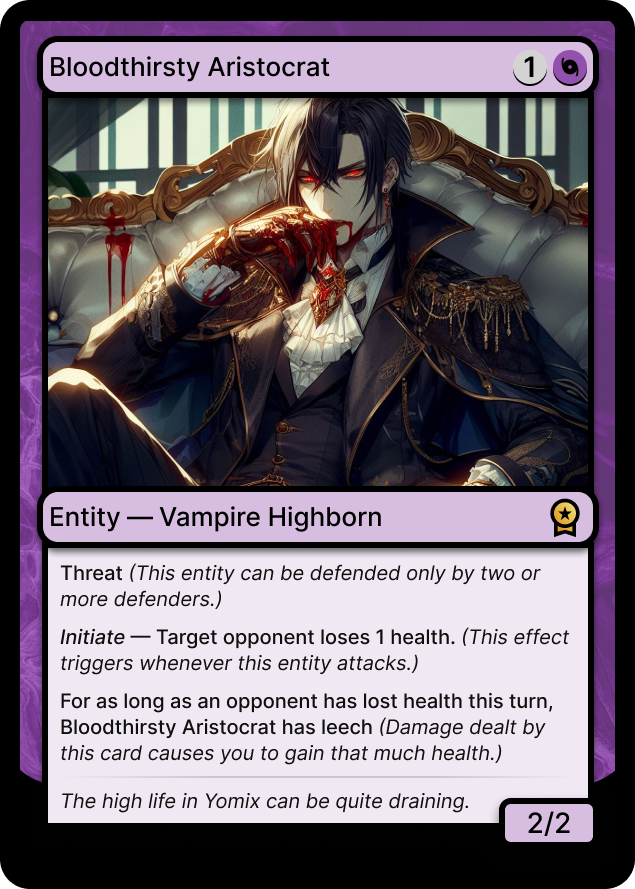 Bloodthirsty Aristocrat 1
Entity — Vampire Highborn
Threat (This entity can be defended only by two or
more defenders.)
Initiate — Target opponent loses 1 health. (This effect
triggers whenever this entity attacks.)
For as long as an opponent has lost health this turn,
Bloodthirsty Aristocrat has leech (Damage dealt by
this card causes you to gain that much health.)
The high life in Yomix can be quite draining.
2/2